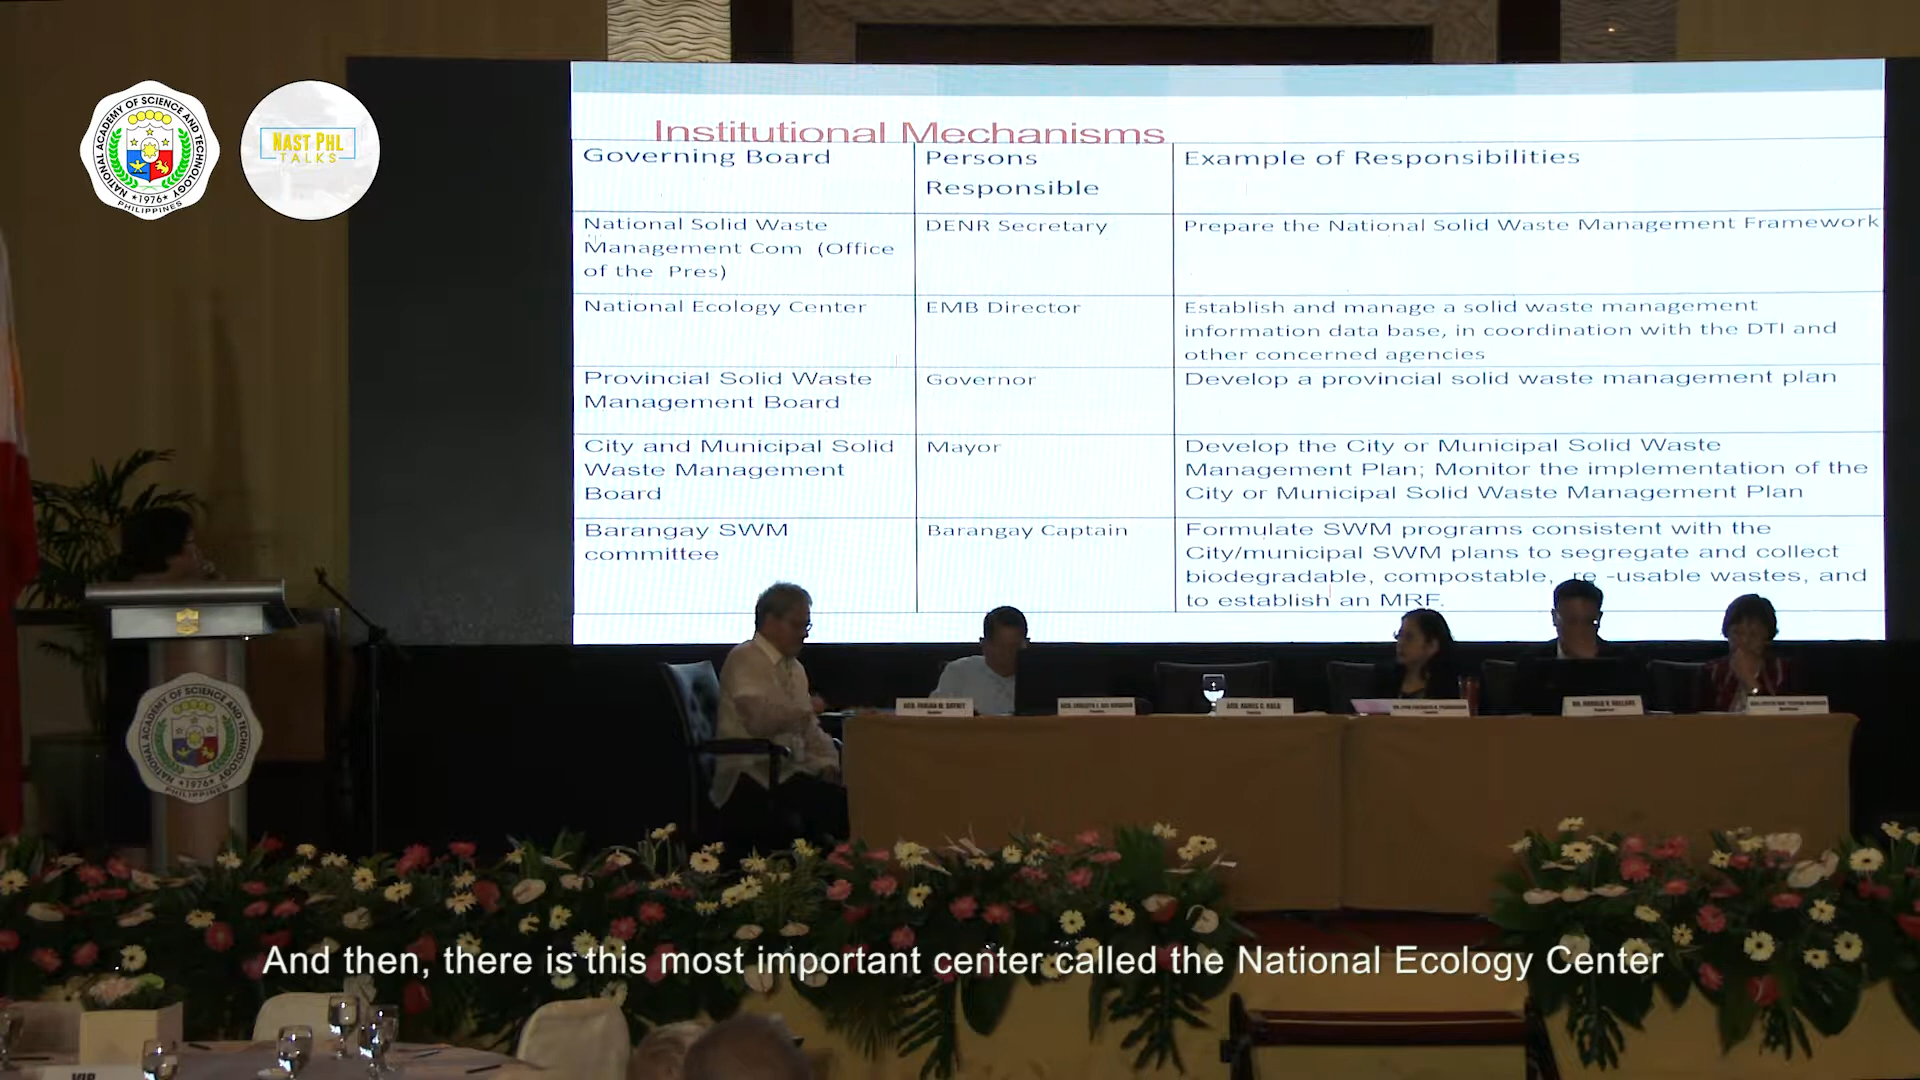 NATIONAL ACADEMY OF SCIENCE AND TECHNOLOGY
★1976★
PHILIPPINES
NAST PHL
TALKS
Institutional Mechanisms
Governing Board
Persons
Responsible
Example of Responsibilities
National Solid Waste
Management Com (Office
of the Pres)
DENR Secretary
Prepare the National Solid Waste Management Framework
National Ecology Center
EMB Director
Establish and manage a solid waste management
information data base, in coordination with the DTI and
other concerned agencies
Provincial Solid Waste
Management Board
Governor
Develop a provincial solid waste management plan
City and Municipal Solid
Waste Management
Board
Mayor
Develop the City or Municipal Solid Waste
Management Plan; Monitor the implementation of the
City or Municipal Solid Waste Management Plan
Barangay SWM
committee
Barangay Captain
Formulate SWM programs consistent with the
City/municipal SWM plans to segregate and collect
biodegradable, compostable, re -usable wastes, and
to establish an MRF.
NATIONAL ACADEMY OF SCIENCE AND TECHNOLOGY
★1976★
PHILIPPINES
ACD. FABIAN M. DAYRIT
And then, there is this most important center called the National Ecology Center
VIP